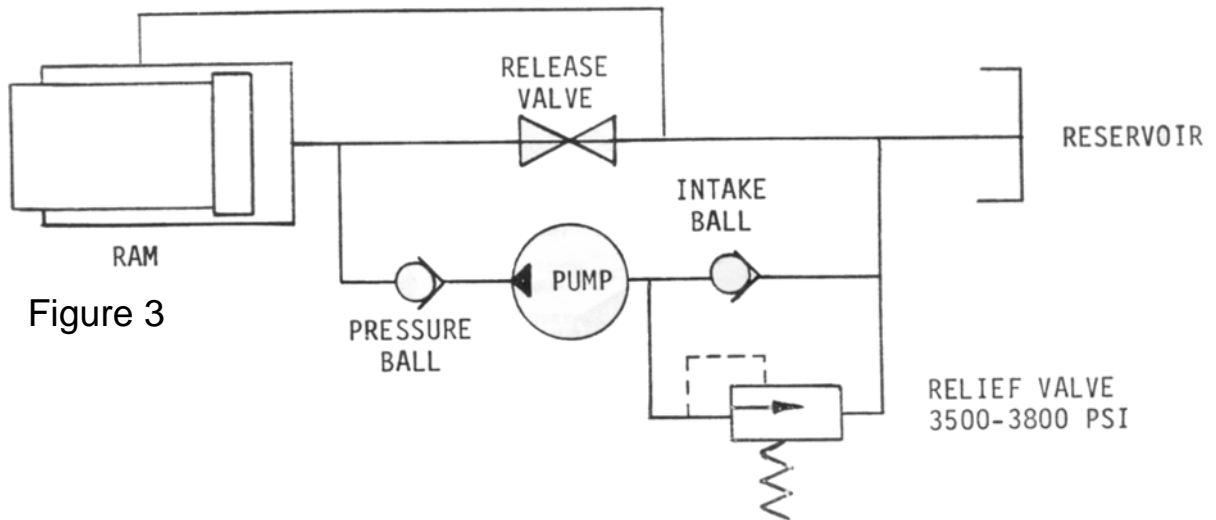 RELEASE
VALVE
RESERVOIR
INTAKE
BALL
RAM
PUMP
Figure 3
PRESSURE
BALL
RELIEF VALVE
3500-3800 PSI